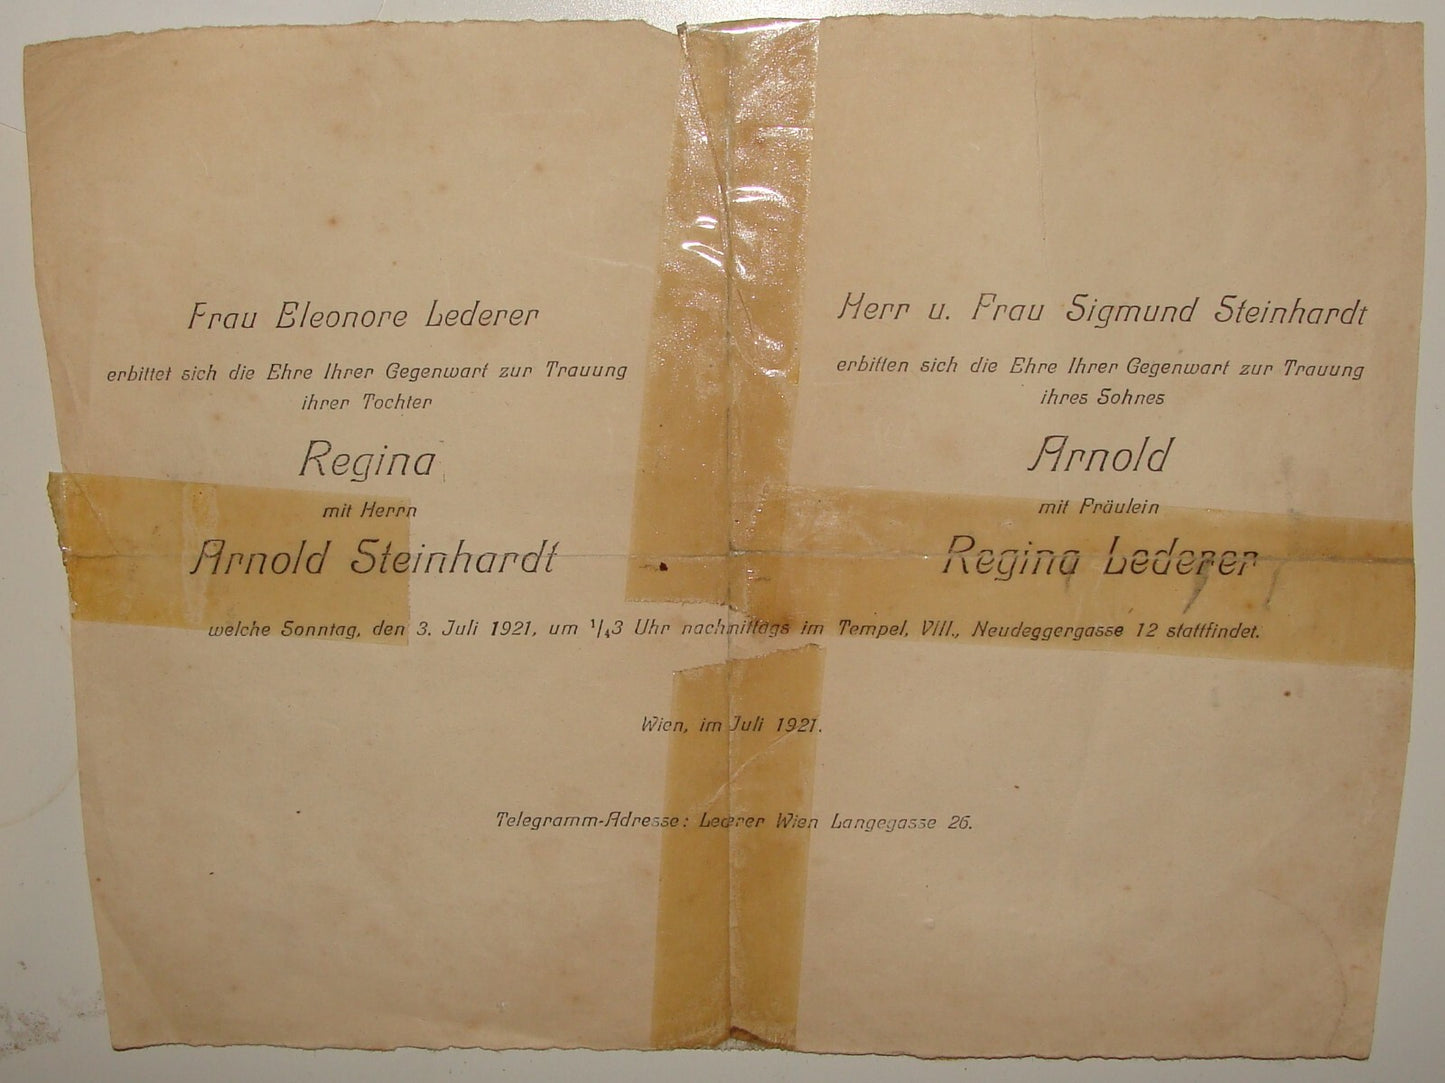 Frau Eleonore Lederer
erbittet sich die Ehre Ihrer Gegenwart zur Trauung
ihrer Tochter
Regina
mit Herrn
Arnold Steinhardt
Herr u. Frau Sigmund Steinhardt
erbitten sich die Ehre Ihrer Gegenwart zur Trauung
ihres Sohnes
Arnold
mit Fräulein
Regina Lederer
welche Sonntag, den 3. Juli 1921, um 1/43 Uhr nachmittags im Tempel, VIII., Neudeggergasse 12 stattfindet.
Wien, im Juli 1921.
Telegramm-Adresse: Lederer Wien Langegasse 26.